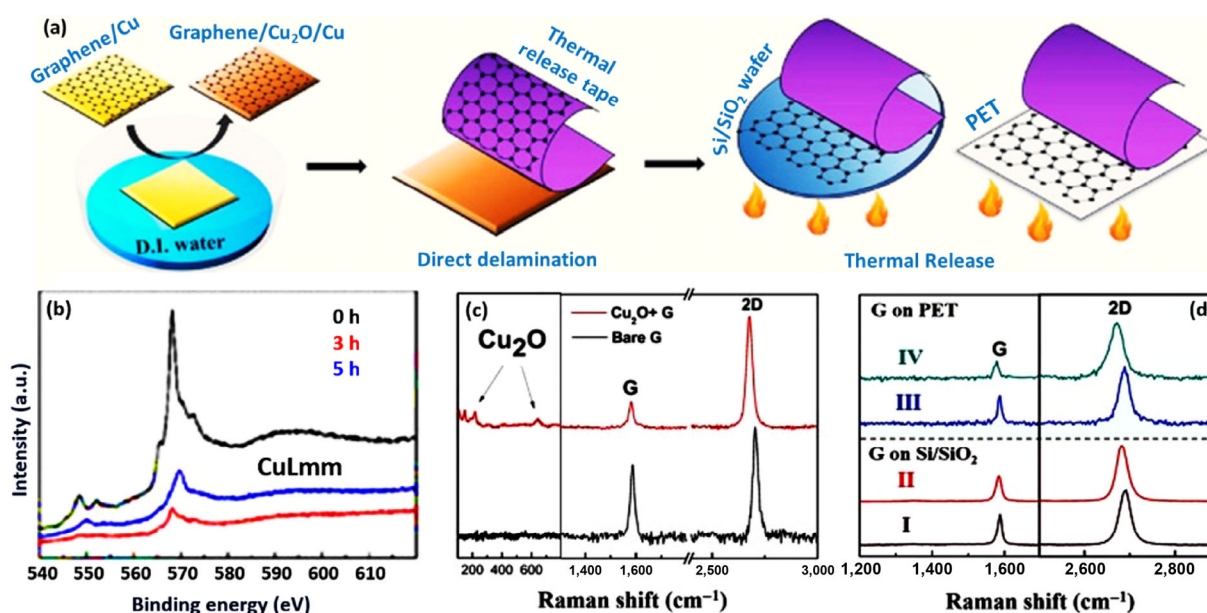 (a)
Graphene/Cu
Graphene/Cu₂O/Cu
D.I. water
Thermal
release tape
Direct delamination
Si/SiO₂ wafer
PET
Thermal Release
(b)
0 h
3 h
5 h
CuLmm
Intensity (a.u.)
540 550 560 570 580 590 600 610
Binding energy (eV)
(c)
2D
Cu₂O+ G
Bare G
Cu₂O
G
200 400 600 1,400 1,600 2,500 3,000
Raman shift (cm⁻¹)
G on PET
2D
(d
IV
G
III
G on Si/SiO₂
II
I
1,200 1,400 1,600 2,600 2,800
Raman shift (cm⁻¹)